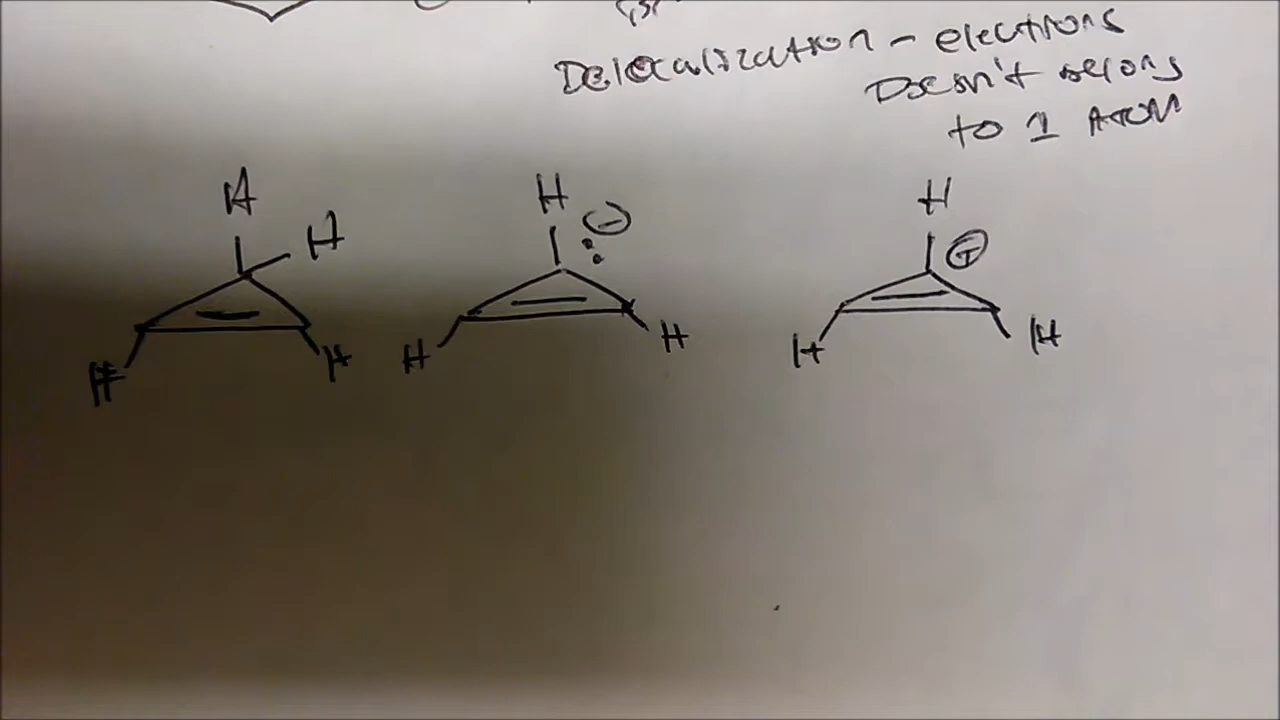 Delocalization - electrons
Doesn't belong
to 1 Atom
H
H
H
H
H
⊖
H
H
H
⊕
H
H